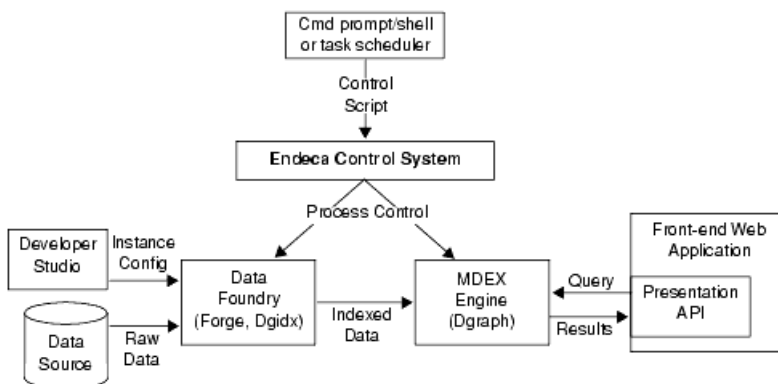 Cmd prompt/shell
or task scheduler
Control
Script
Endeca Control System
Process Control
Developer
Studio
Instance
Config
Data
Foundry
(Forge, Dgidx)
Indexed
Data
MDEX
Engine
(Dgraph)
Front-end Web
Application
Query
Presentation
API
Results
Data
Source
Raw
Data